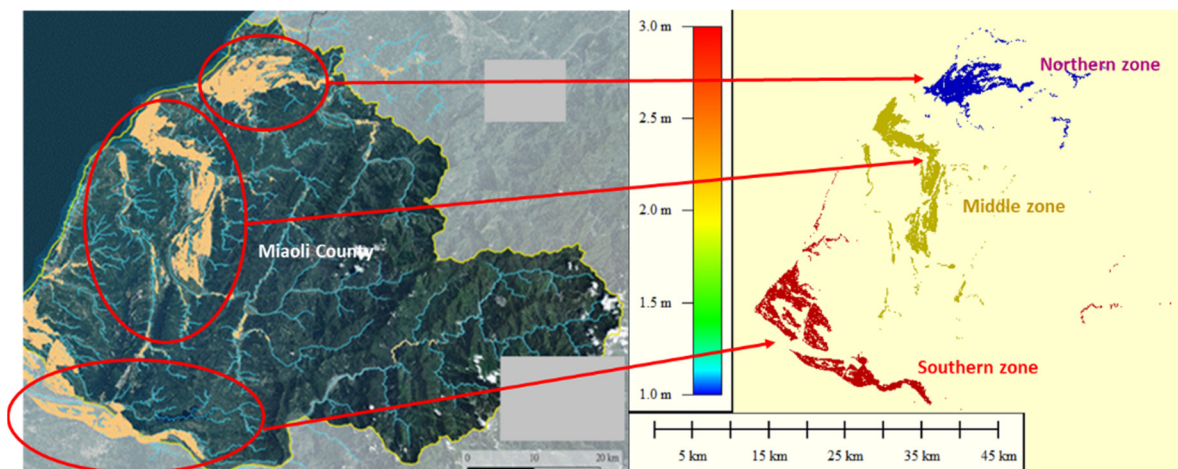 Miaoli County
0
10
20 km
3.0 m
2.5 m
2.0 m
1.5 m
1.0 m
Northern zone
Middle zone
Southern zone
5 km
15 km
25 km
35 km
45 km